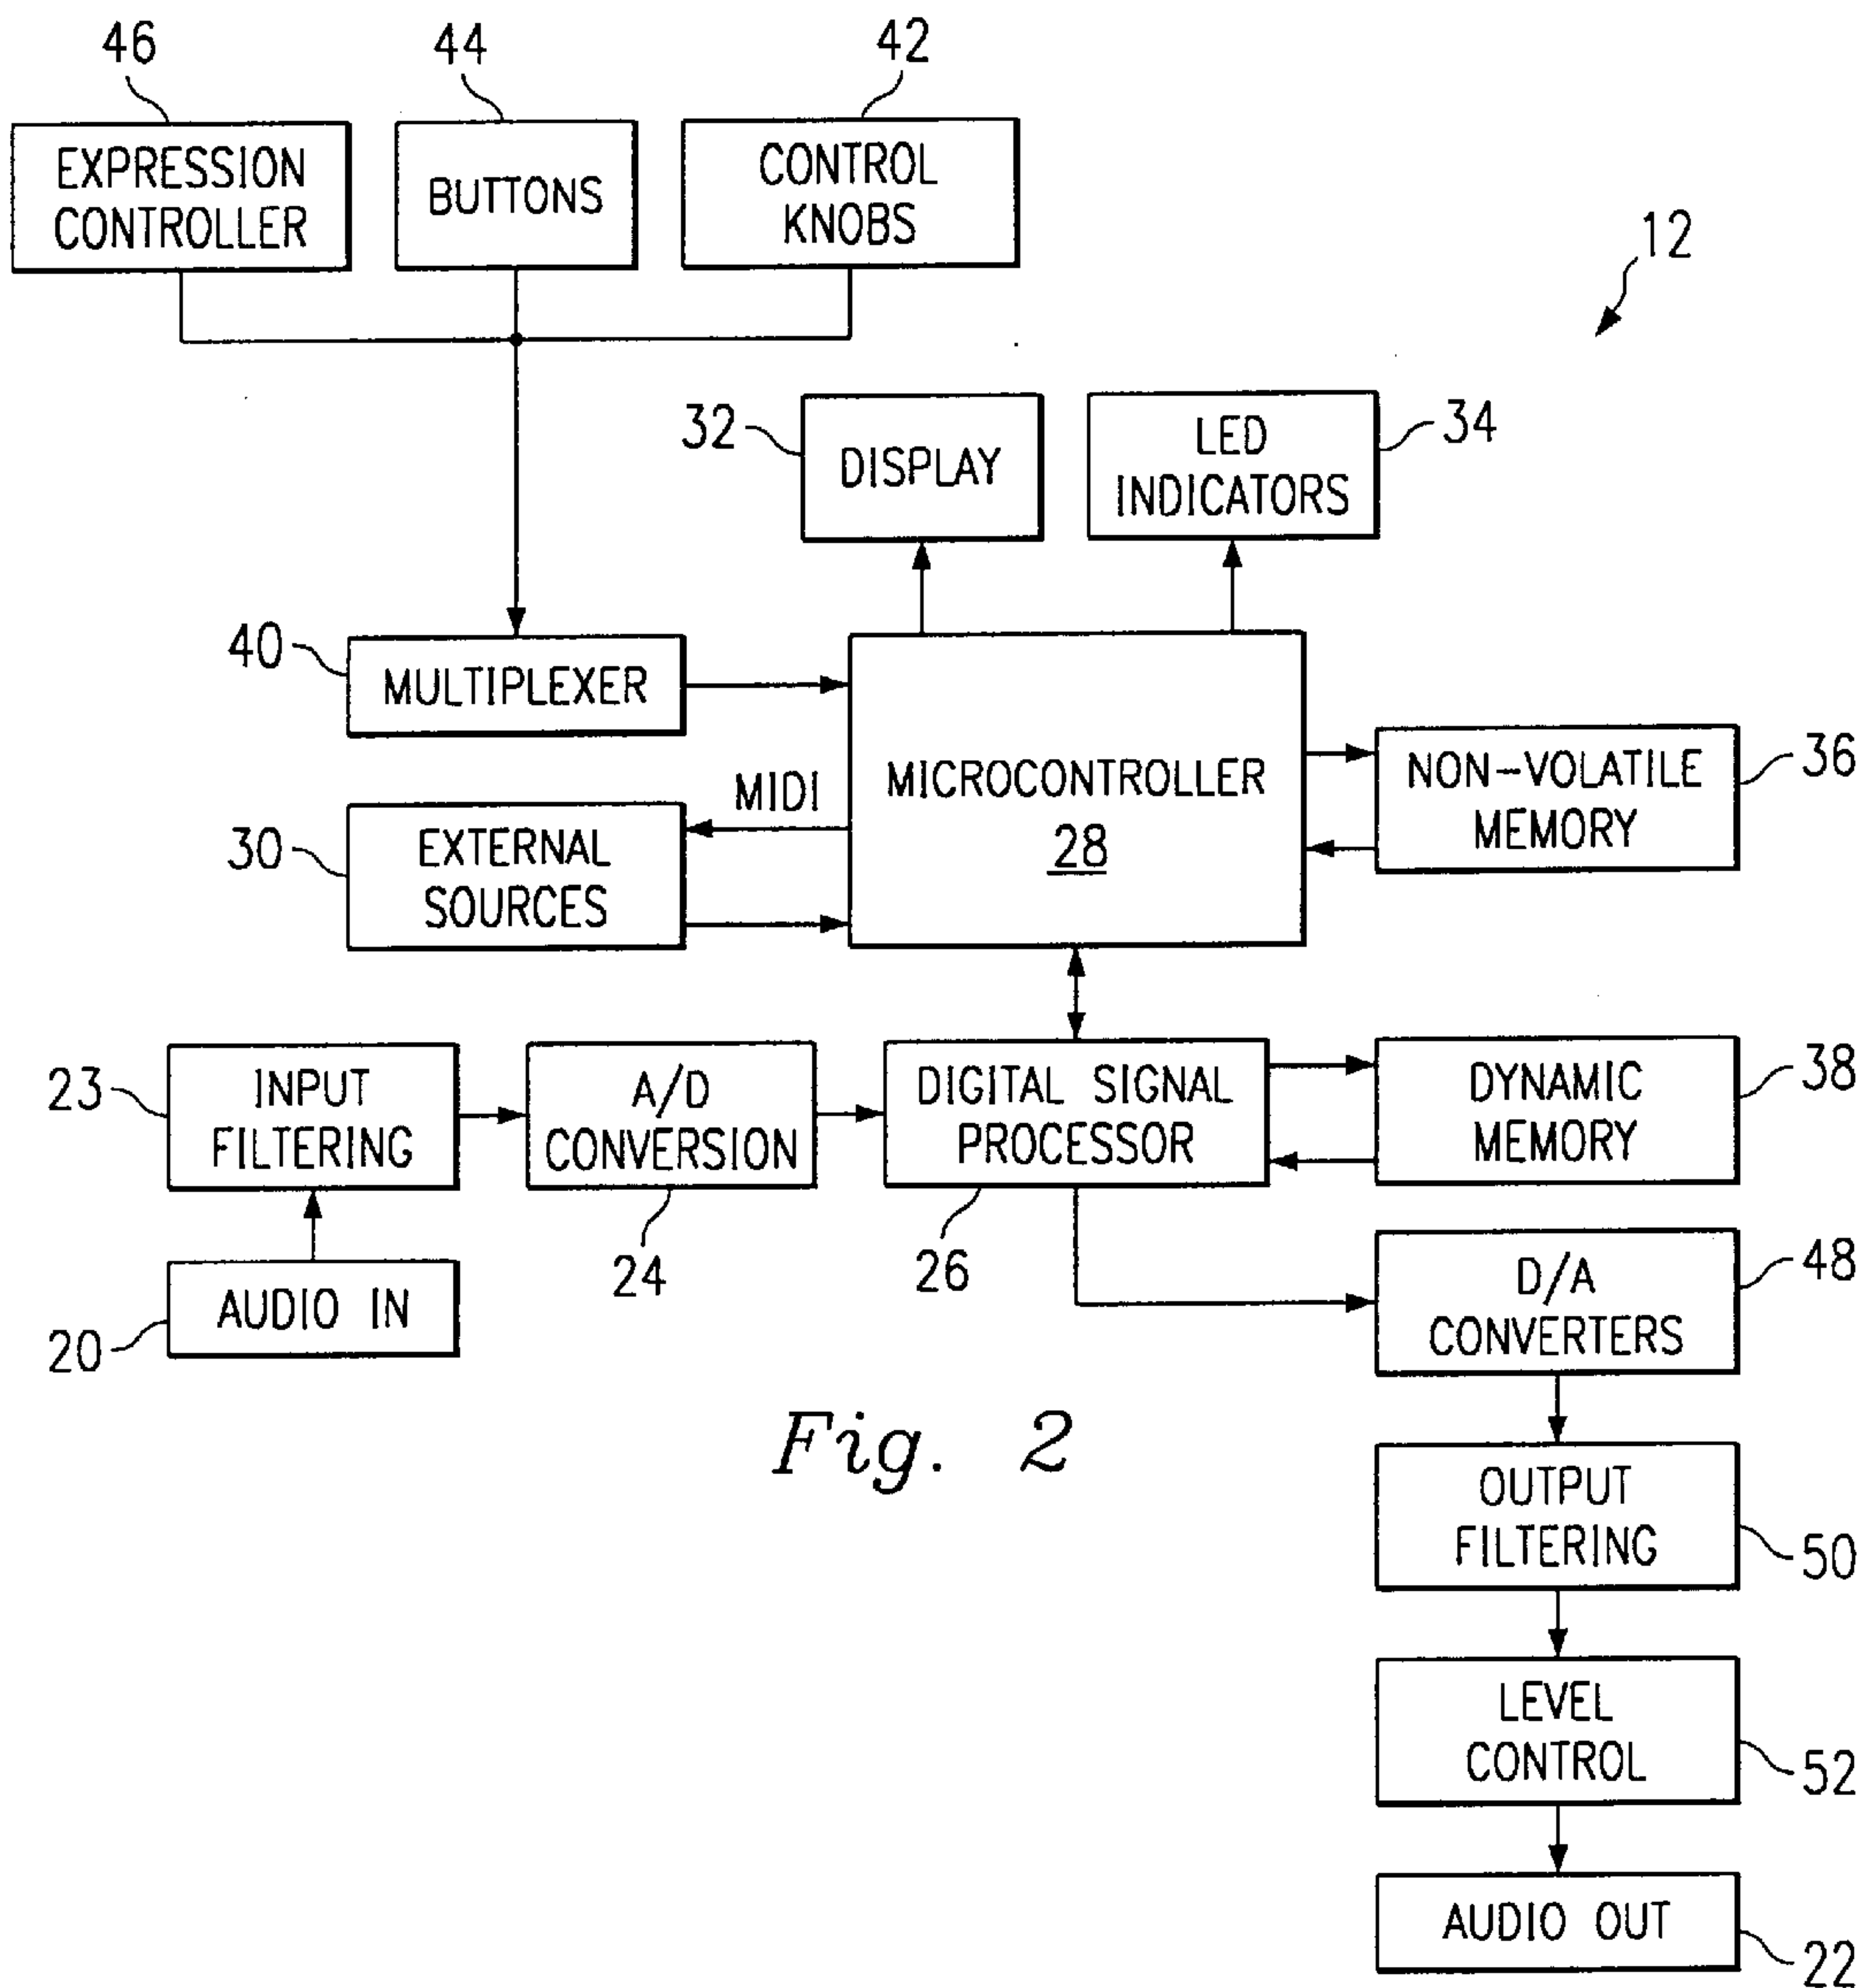 46
44
42
EXPRESSION
CONTROLLER
BUTTONS
CONTROL
KNOBS
12
32
DISPLAY
LED
INDICATORS
34
40
MULTIPLEXER
MICROCONTROLLER
28
NON-VOLATILE
MEMORY
36
MIDI
30
EXTERNAL
SOURCES
23
INPUT
FILTERING
A/D
CONVERSION
24
DIGITAL SIGNAL
PROCESSOR
26
DYNAMIC
MEMORY
38
20
AUDIO IN
D/A
CONVERTERS
48
Fig. 2
OUTPUT
FILTERING
50
LEVEL
CONTROL
52
AUDIO OUT
22